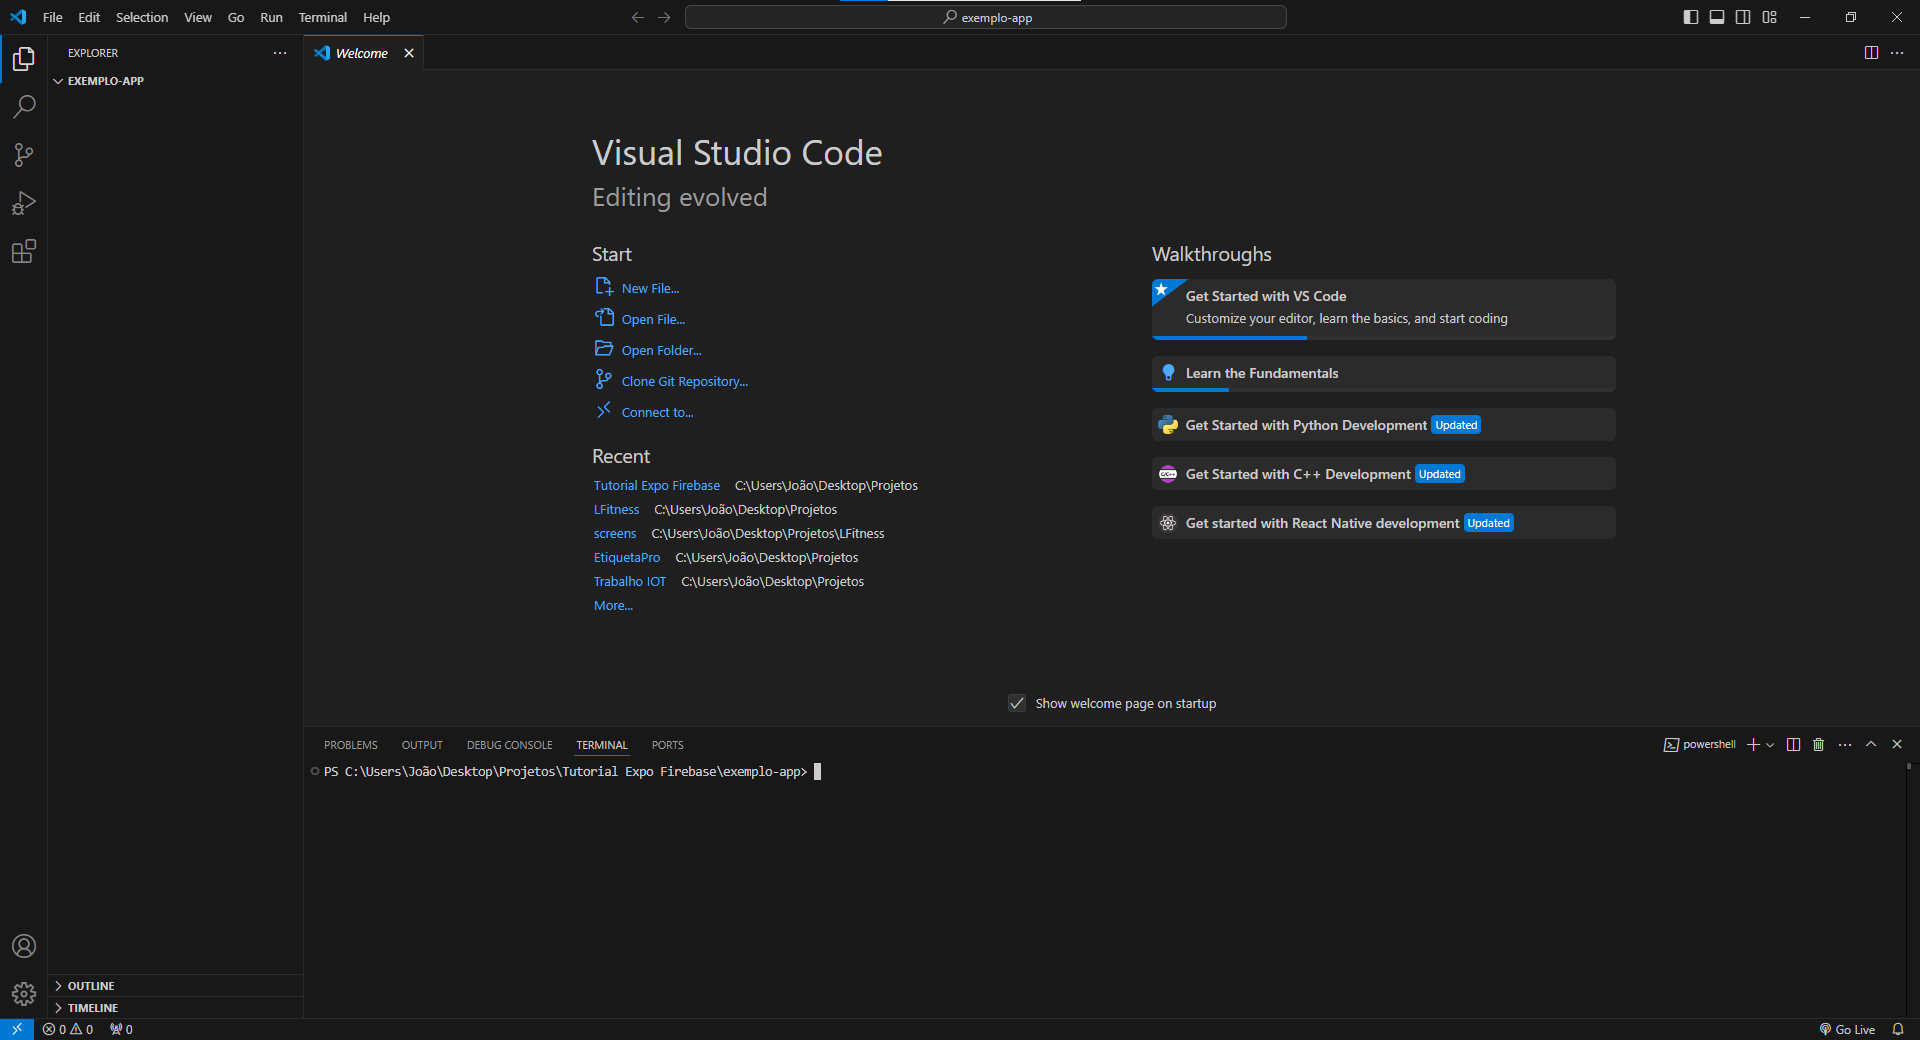 File Edit Selection View Go Run Terminal Help
exemplo-app
EXPLORER
Welcome
EXEMPLO-APP
Visual Studio Code
Editing evolved
Start
New File...
Open File...
Open Folder...
Clone Git Repository...
Connect to...
Recent
Tutorial Expo Firebase C:\Users\João\Desktop\Projetos
LFitness C:\Users\João\Desktop\Projetos
screens C:\Users\João\Desktop\Projetos\LFitness
EtiquetaPro C:\Users\João\Desktop\Projetos
Trabalho IOT C:\Users\João\Desktop\Projetos
More...
Walkthroughs
Get Started with VS Code
Customize your editor, learn the basics, and start coding
Learn the Fundamentals
Get Started with Python Development Updated
C/C++ Get Started with C++ Development Updated
Get started with React Native development Updated
Show welcome page on startup
PROBLEMS OUTPUT DEBUG CONSOLE TERMINAL PORTS
powershell
PS C:\Users\João\Desktop\Projetos\Tutorial Expo Firebase\exemplo-app>
OUTLINE
TIMELINE
0 0 0
Go Live